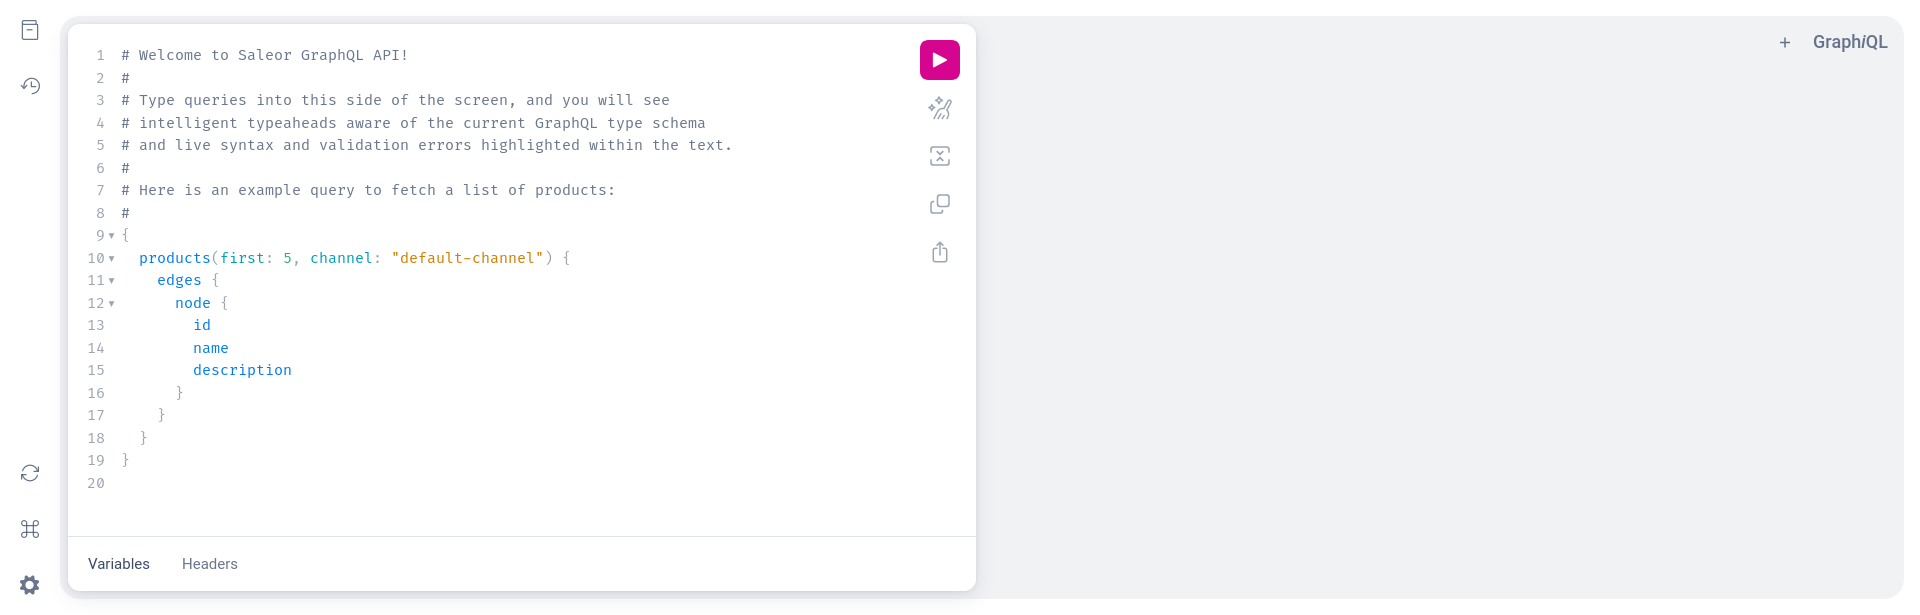 1 # Welcome to Saleor GraphQL API!
2 #
3 # Type queries into this side of the screen, and you will see
4 # intelligent typeaheads aware of the current GraphQL type schema
5 # and live syntax and validation errors highlighted within the text.
6 #
7 # Here is an example query to fetch a list of products:
8 #
9 {
10   products(first: 5, channel: "default-channel") {
11     edges {
12       node {
13         id
14         name
15         description
16       }
17     }
18   }
19 }
20
Variables Headers
+ GraphiQL